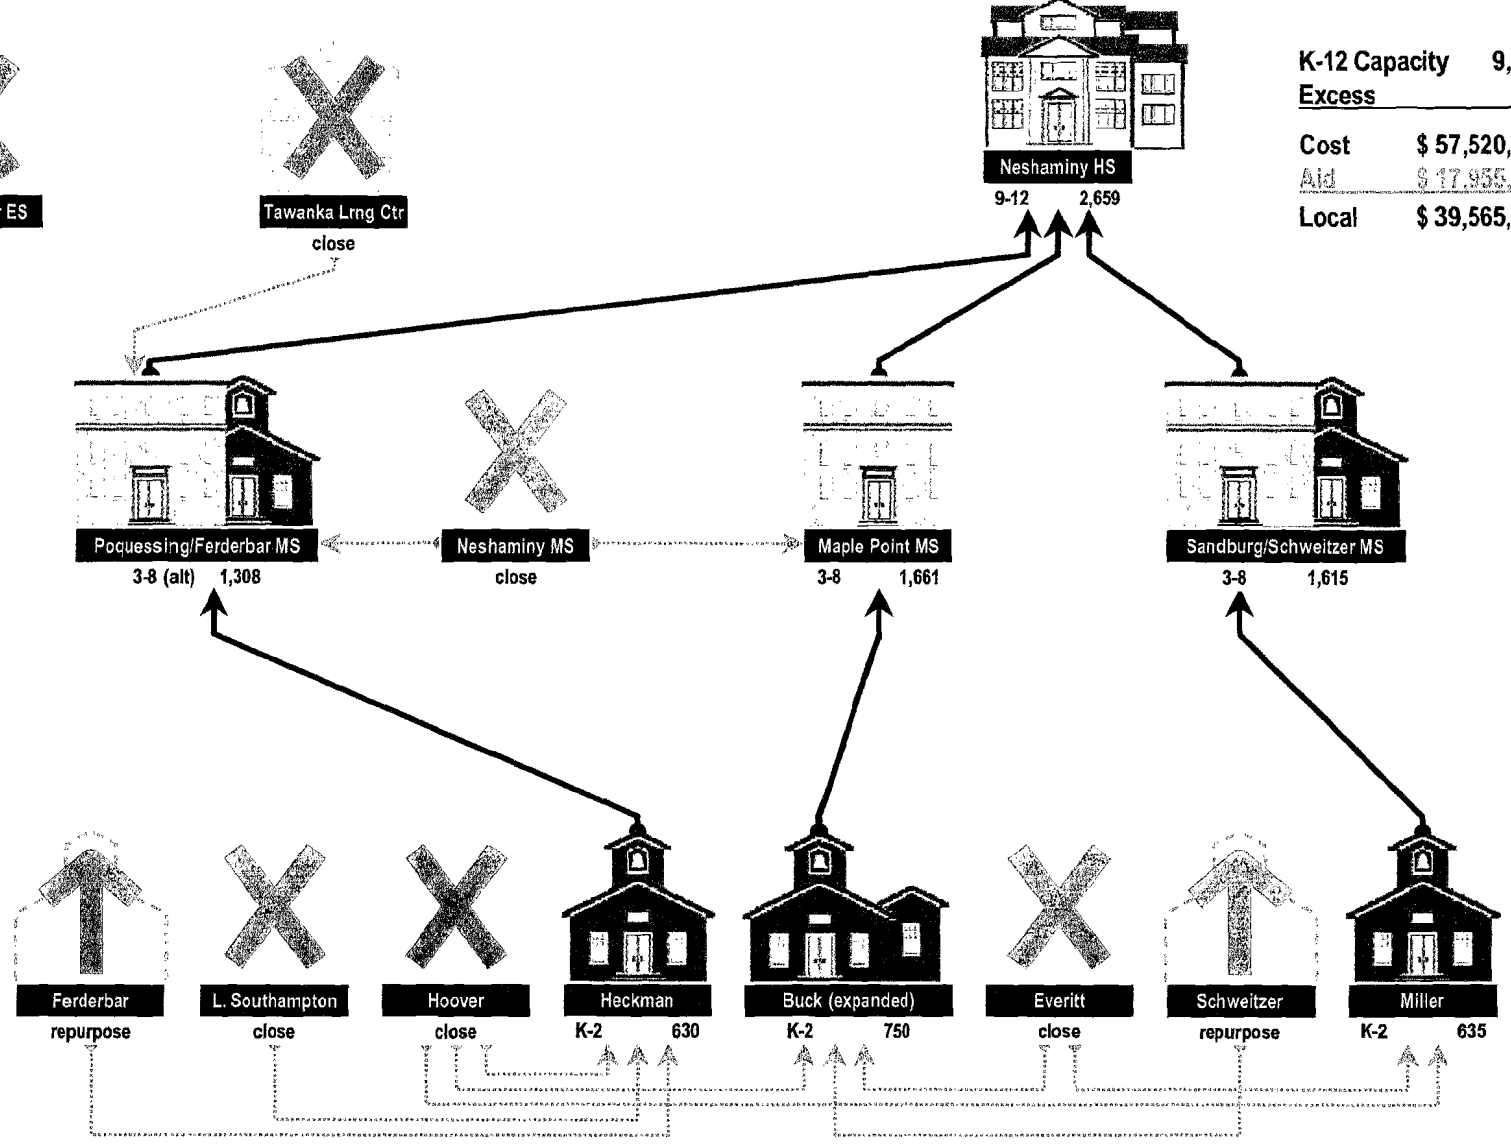 K-12 Capacity 9,
Excess
Cost $ 57,520,
Aid $ 17,955,
Local $ 39,565,
Neshaminy HS
9-12 2,659
ES
Tawanka Lrng Ctr
close
Poquessing/Ferderbar MS
3-8 (alt) 1,308
Neshaminy MS
close
Maple Point MS
3-8 1,661
Sandburg/Schweitzer MS
3-8 1,615
Ferderbar
repurpose
L. Southampton
close
Hoover
close
Heckman
K-2 630
Buck (expanded)
K-2 750
Everitt
close
Schweitzer
repurpose
Miller
K-2 635